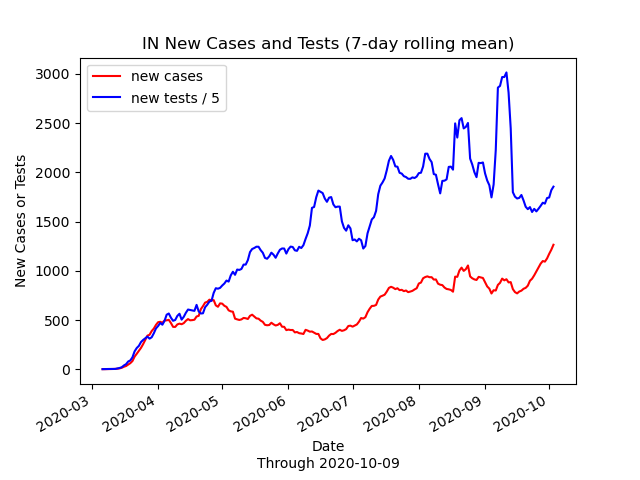 IN New Cases and Tests (7-day rolling mean)
new cases
new tests / 5
3000
2500
2000
1500
1000
500
0
New Cases or Tests
2020-03
2020-04
2020-05
2020-06
2020-07
2020-08
2020-09
2020-10
Date
Through 2020-10-09